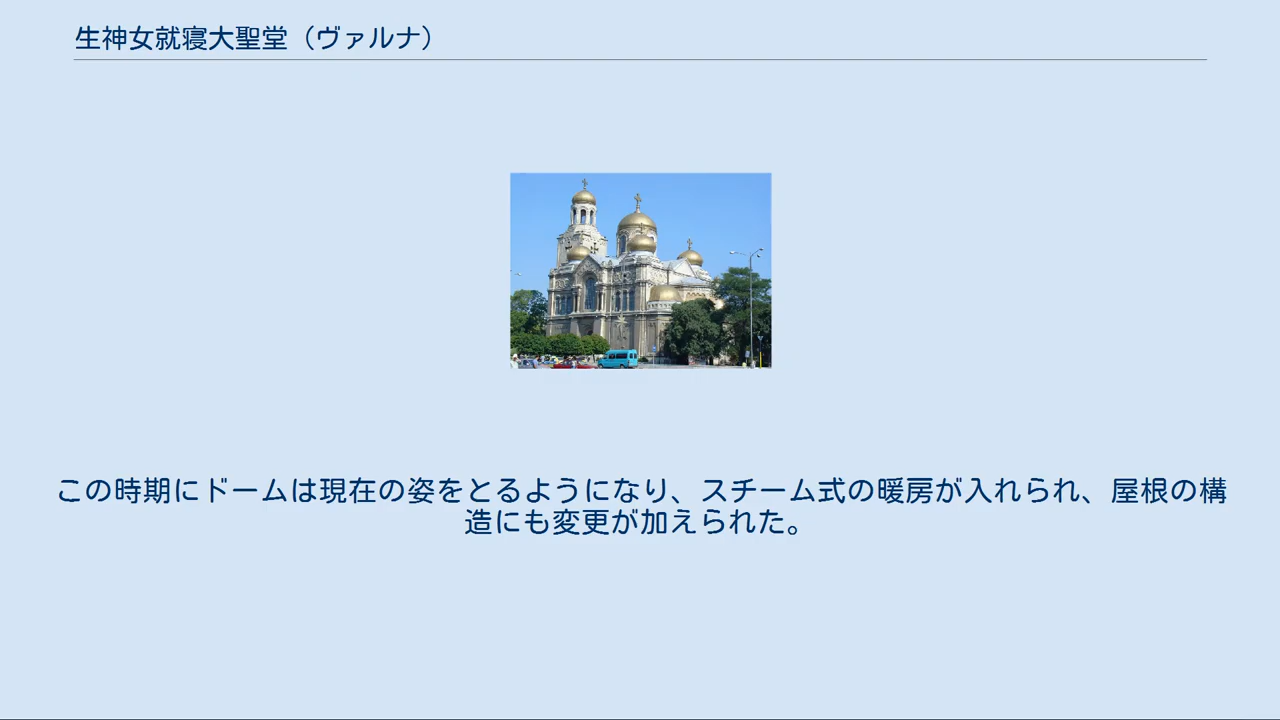 生神女就寝大聖堂（ヴァルナ）
この時期にドームは現在の姿をとるようになり、スチーム式の暖房が入れられ、屋根の構
造にも変更が加えられた。